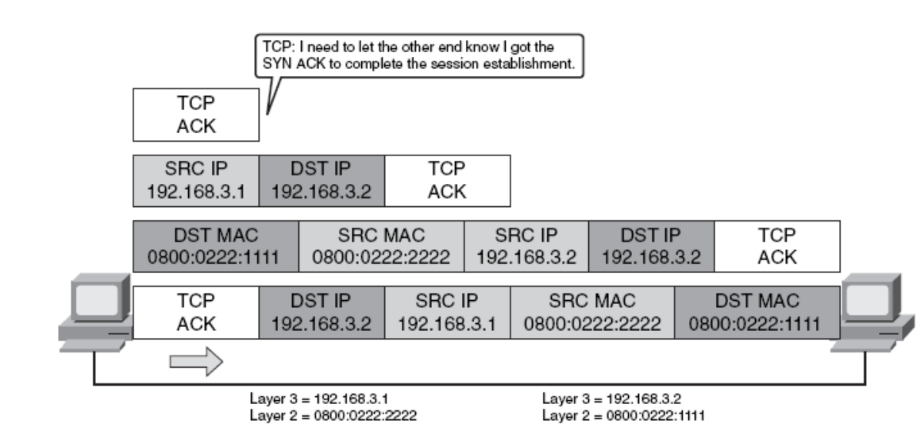 TCP: I need to let the other end know I got the
SYN ACK to complete the session establishment.
TCP
ACK
SRC IP DST IP TCP
192.168.3.1 192.168.3.2 ACK
DST MAC SRC MAC SRC IP DST IP TCP
0800:0222:1111 0800:0222:2222 192.168.3.2 192.168.3.2 ACK
TCP DST IP SRC IP SRC MAC DST MAC
ACK 192.168.3.2 192.168.3.1 0800:0222:2222 0800:0222:1111
Layer 3 = 192.168.3.1 Layer 3 = 192.168.3.2
Layer 2 = 0800:0222:2222 Layer 2 = 0800:0222:1111